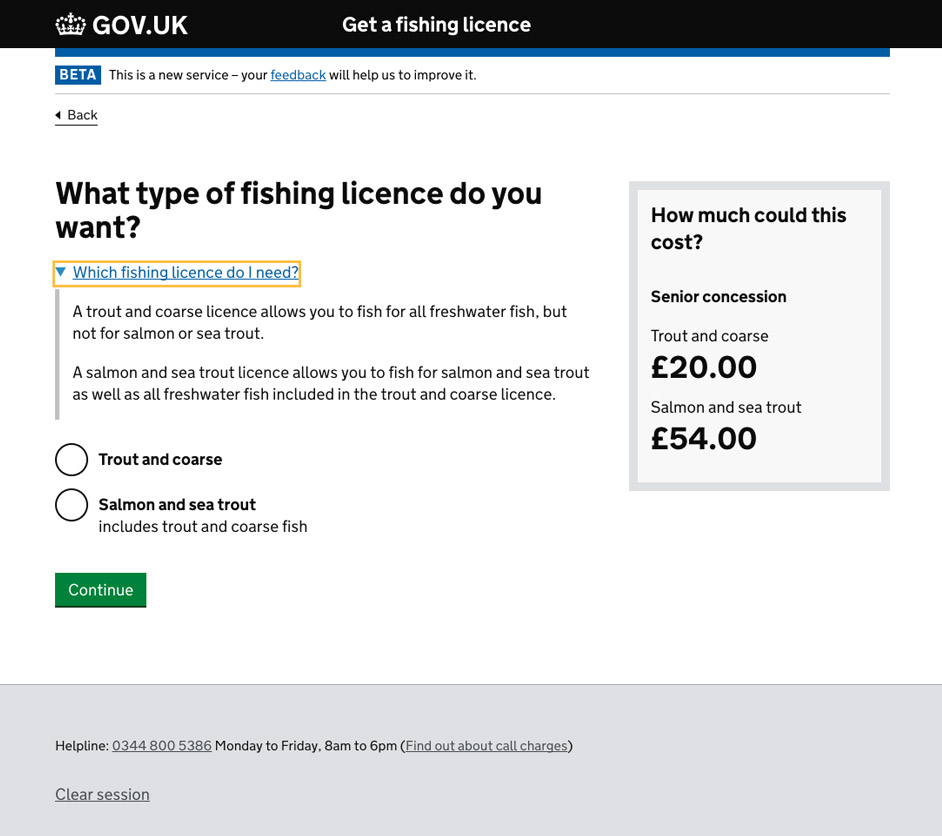 GOV.UK
Get a fishing licence
BETA This is a new service – your feedback will help us to improve it.
Back
What type of fishing licence do you
want?
Which fishing licence do I need?
A trout and coarse licence allows you to fish for all freshwater fish, but
not for salmon or sea trout.
A salmon and sea trout licence allows you to fish for salmon and sea trout
as well as all freshwater fish included in the trout and coarse licence.
Trout and coarse
Salmon and sea trout
includes trout and coarse fish
Continue
How much could this
cost?
Senior concession
Trout and coarse
£20.00
Salmon and sea trout
£54.00
Helpline: 0344 800 5386 Monday to Friday, 8am to 6pm (Find out about call charges)
Clear session